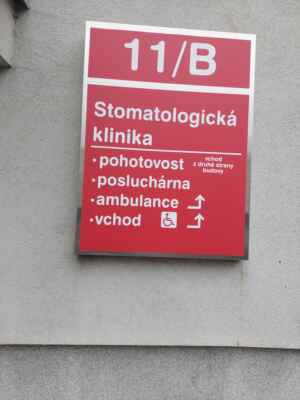 11/B
Stomatologická
klinika
• pohotovost
vchod
z druhé strany
budovy
• posluchárna
• ambulance
• vchod